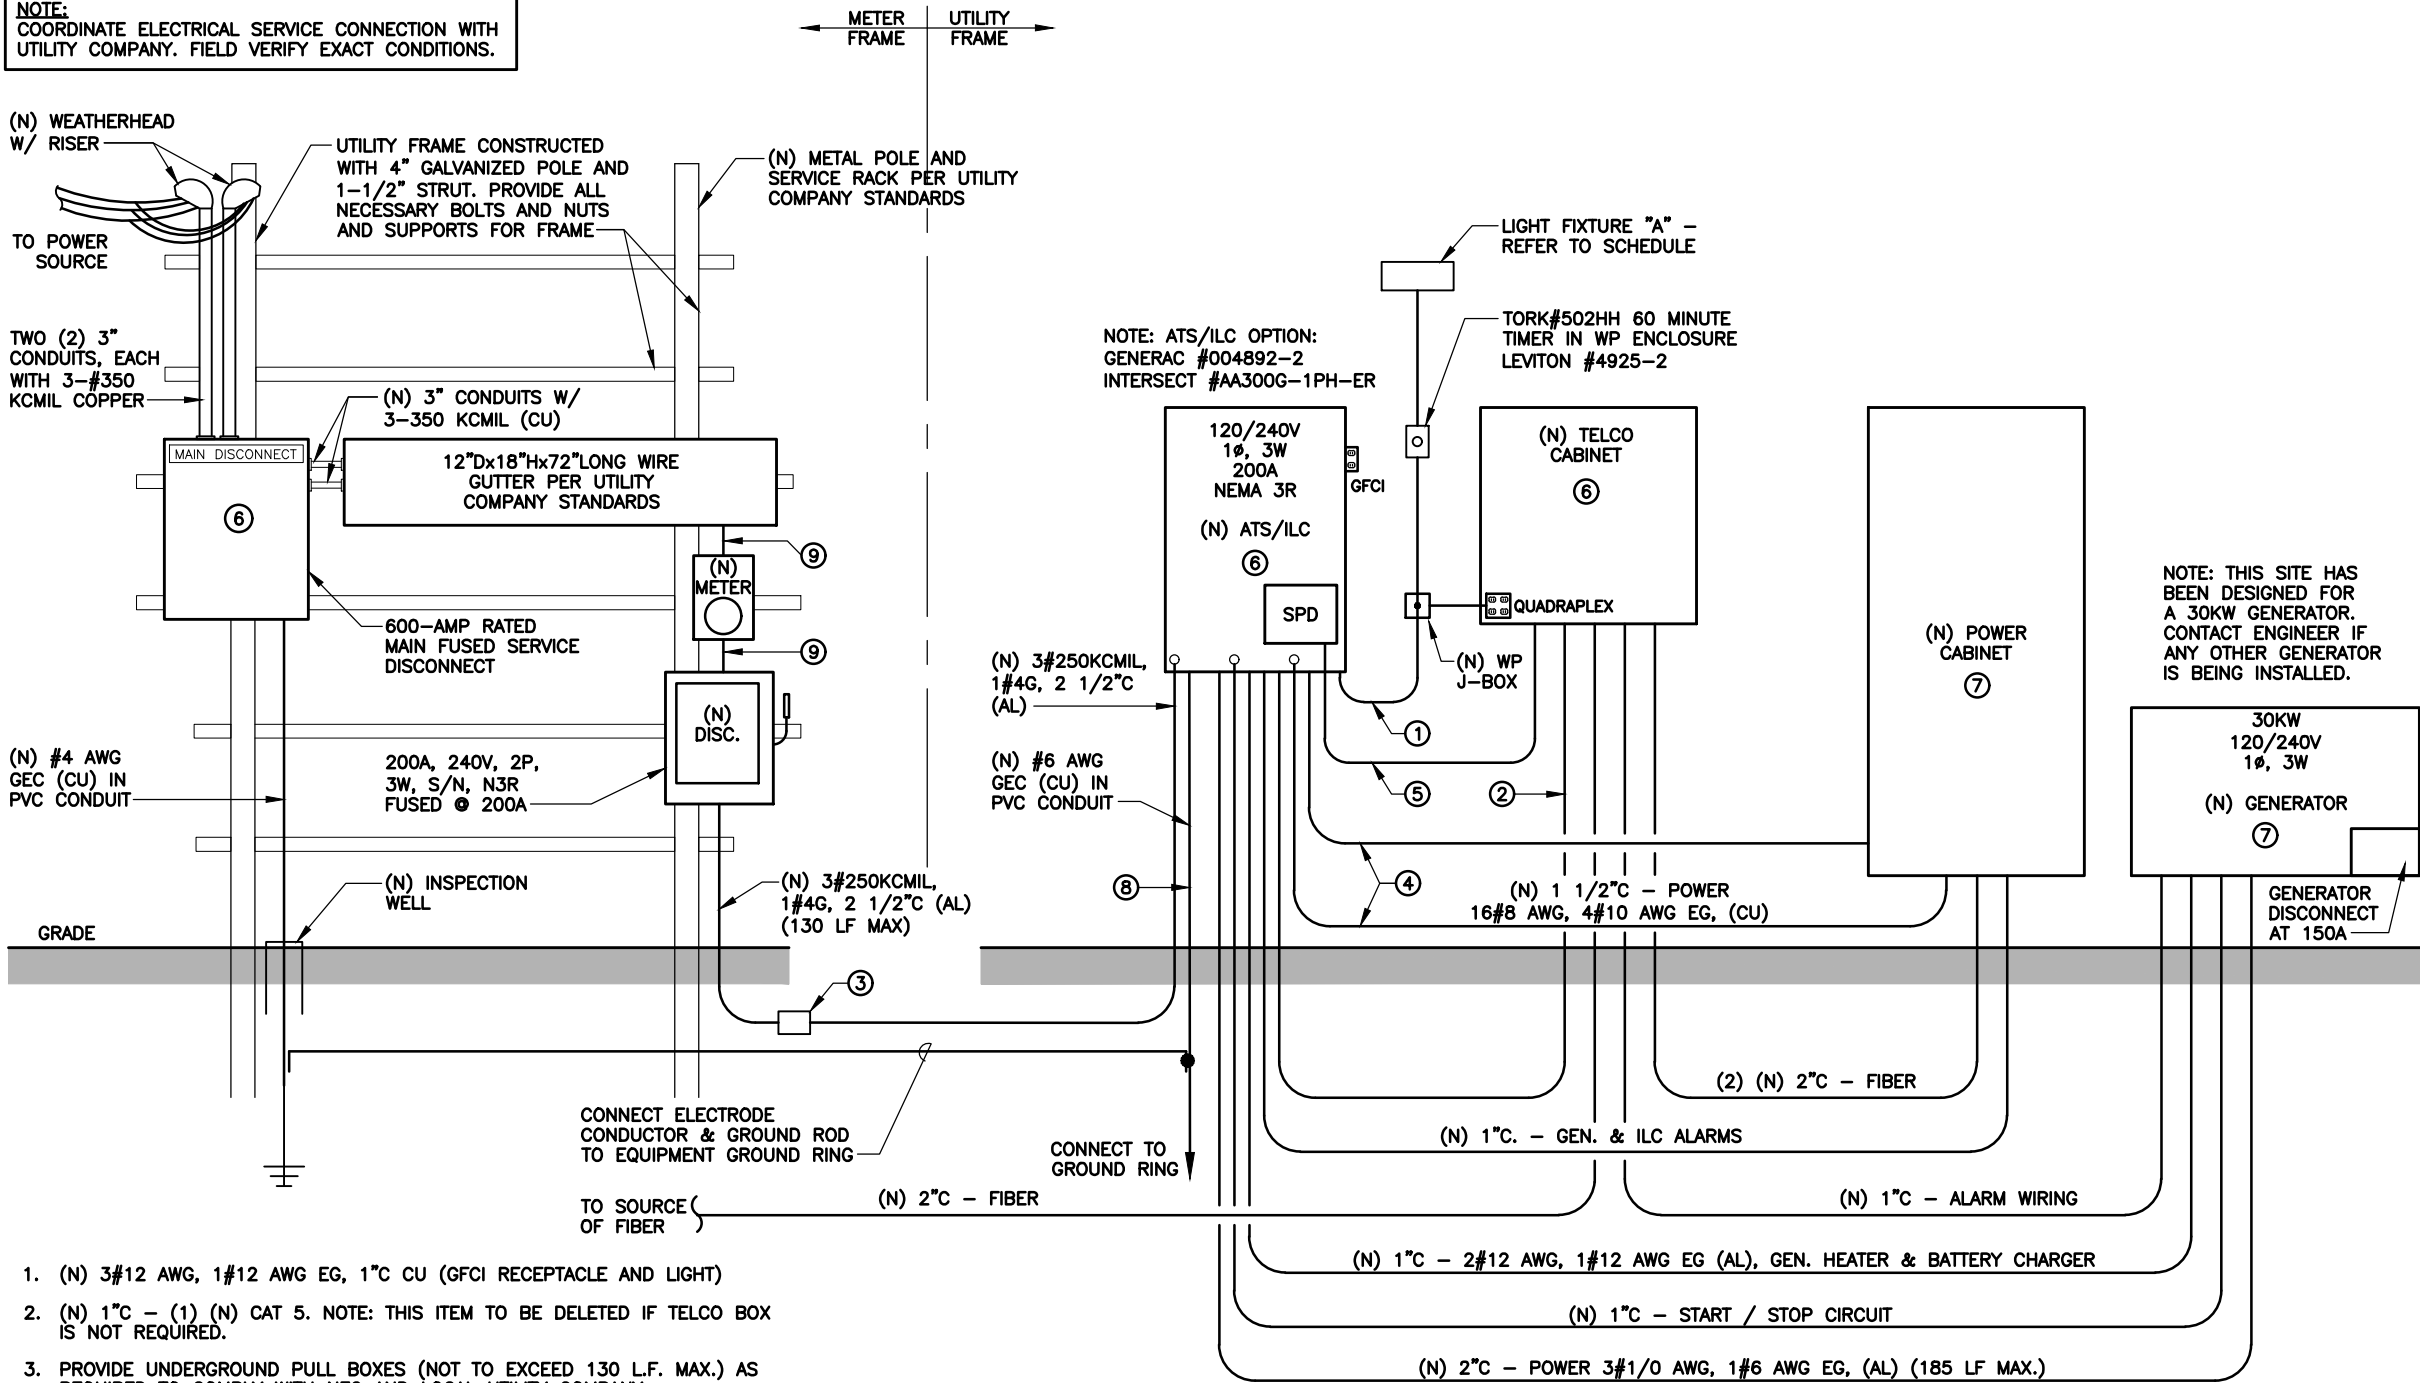 NOTE:
COORDINATE ELECTRICAL SERVICE CONNECTION WITH
UTILITY COMPANY. FIELD VERIFY EXACT CONDITIONS.
METER
FRAME
UTILITY
FRAME
(N) WEATHERHEAD
W/ RISER
UTILITY FRAME CONSTRUCTED
WITH 4" GALVANIZED POLE AND
1-1/2" STRUT. PROVIDE ALL
NECESSARY BOLTS AND NUTS
AND SUPPORTS FOR FRAME
(N) METAL POLE AND
SERVICE RACK PER UTILITY
COMPANY STANDARDS
TO POWER
SOURCE
TWO (2) 3"
CONDUITS, EACH
WITH 3-#350
KCMIL COPPER
(N) 3" CONDUITS W/
3-350 KCMIL (CU)
MAIN DISCONNECT
6
12"Dx18"Hx72"LONG WIRE
GUTTER PER UTILITY
COMPANY STANDARDS
9
(N)
METER
9
600-AMP RATED
MAIN FUSED SERVICE
DISCONNECT
(N)
DISC.
200A, 240V, 2P,
3W, S/N, N3R
FUSED @ 200A
(N) #4 AWG
GEC (CU) IN
PVC CONDUIT
(N) INSPECTION
WELL
(N) 3#250KCMIL,
1#4G, 2 1/2"C (AL)
(130 LF MAX)
GRADE
3
LIGHT FIXTURE "A" -
REFER TO SCHEDULE
TORK#502HH 60 MINUTE
TIMER IN WP ENCLOSURE
LEVITON #4925-2
NOTE: ATS/ILC OPTION:
GENERAC #004892-2
INTERSECT #AA300G-1PH-ER
120/240V
1ø, 3W
200A
NEMA 3R
(N) ATS/ILC
6
SPD
GFCI
(N) TELCO
CABINET
6
QUADRAPLEX
(N) WP
J-BOX
(N) POWER
CABINET
7
NOTE: THIS SITE HAS
BEEN DESIGNED FOR
A 30KW GENERATOR.
CONTACT ENGINEER IF
ANY OTHER GENERATOR
IS BEING INSTALLED.
30KW
120/240V
1ø, 3W
(N) GENERATOR
7
GENERATOR
DISCONNECT
AT 150A
(N) 3#250KCMIL,
1#4G, 2 1/2"C
(AL)
(N) #6 AWG
GEC (CU) IN
PVC CONDUIT
1
5
2
8
4
(N) 1 1/2"C - POWER
16#8 AWG, 4#10 AWG EG, (CU)
(2) (N) 2"C - FIBER
(N) 1"C. - GEN. & ILC ALARMS
CONNECT ELECTRODE
CONDUCTOR & GROUND ROD
TO EQUIPMENT GROUND RING
CONNECT TO
GROUND RING
TO SOURCE
OF FIBER
(N) 2"C - FIBER
(N) 1"C - ALARM WIRING
(N) 1"C - 2#12 AWG, 1#12 AWG EG (AL), GEN. HEATER & BATTERY CHARGER
(N) 1"C - START / STOP CIRCUIT
(N) 2"C - POWER 3#1/0 AWG, 1#6 AWG EG, (AL) (185 LF MAX.)
1. (N) 3#12 AWG, 1#12 AWG EG, 1"C CU (GFCI RECEPTACLE AND LIGHT)
2. (N) 1"C - (1) (N) CAT 5. NOTE: THIS ITEM TO BE DELETED IF TELCO BOX
IS NOT REQUIRED.
3. PROVIDE UNDERGROUND PULL BOXES (NOT TO EXCEED 130 L.F. MAX.) AS